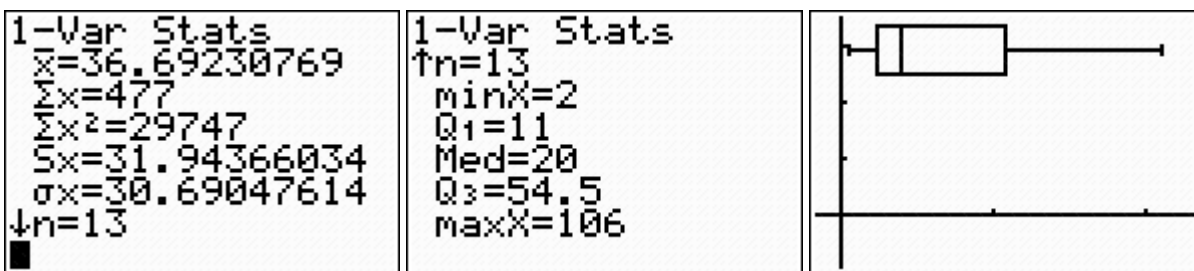 1-Var Stats
x̄=36.69230769
Σx=477
Σx²=29747
Sx=31.94366034
σx=30.69047614
↓n=13
1-Var Stats
↑n=13
minX=2
Q₁=11
Med=20
Q₃=54.5
maxX=106